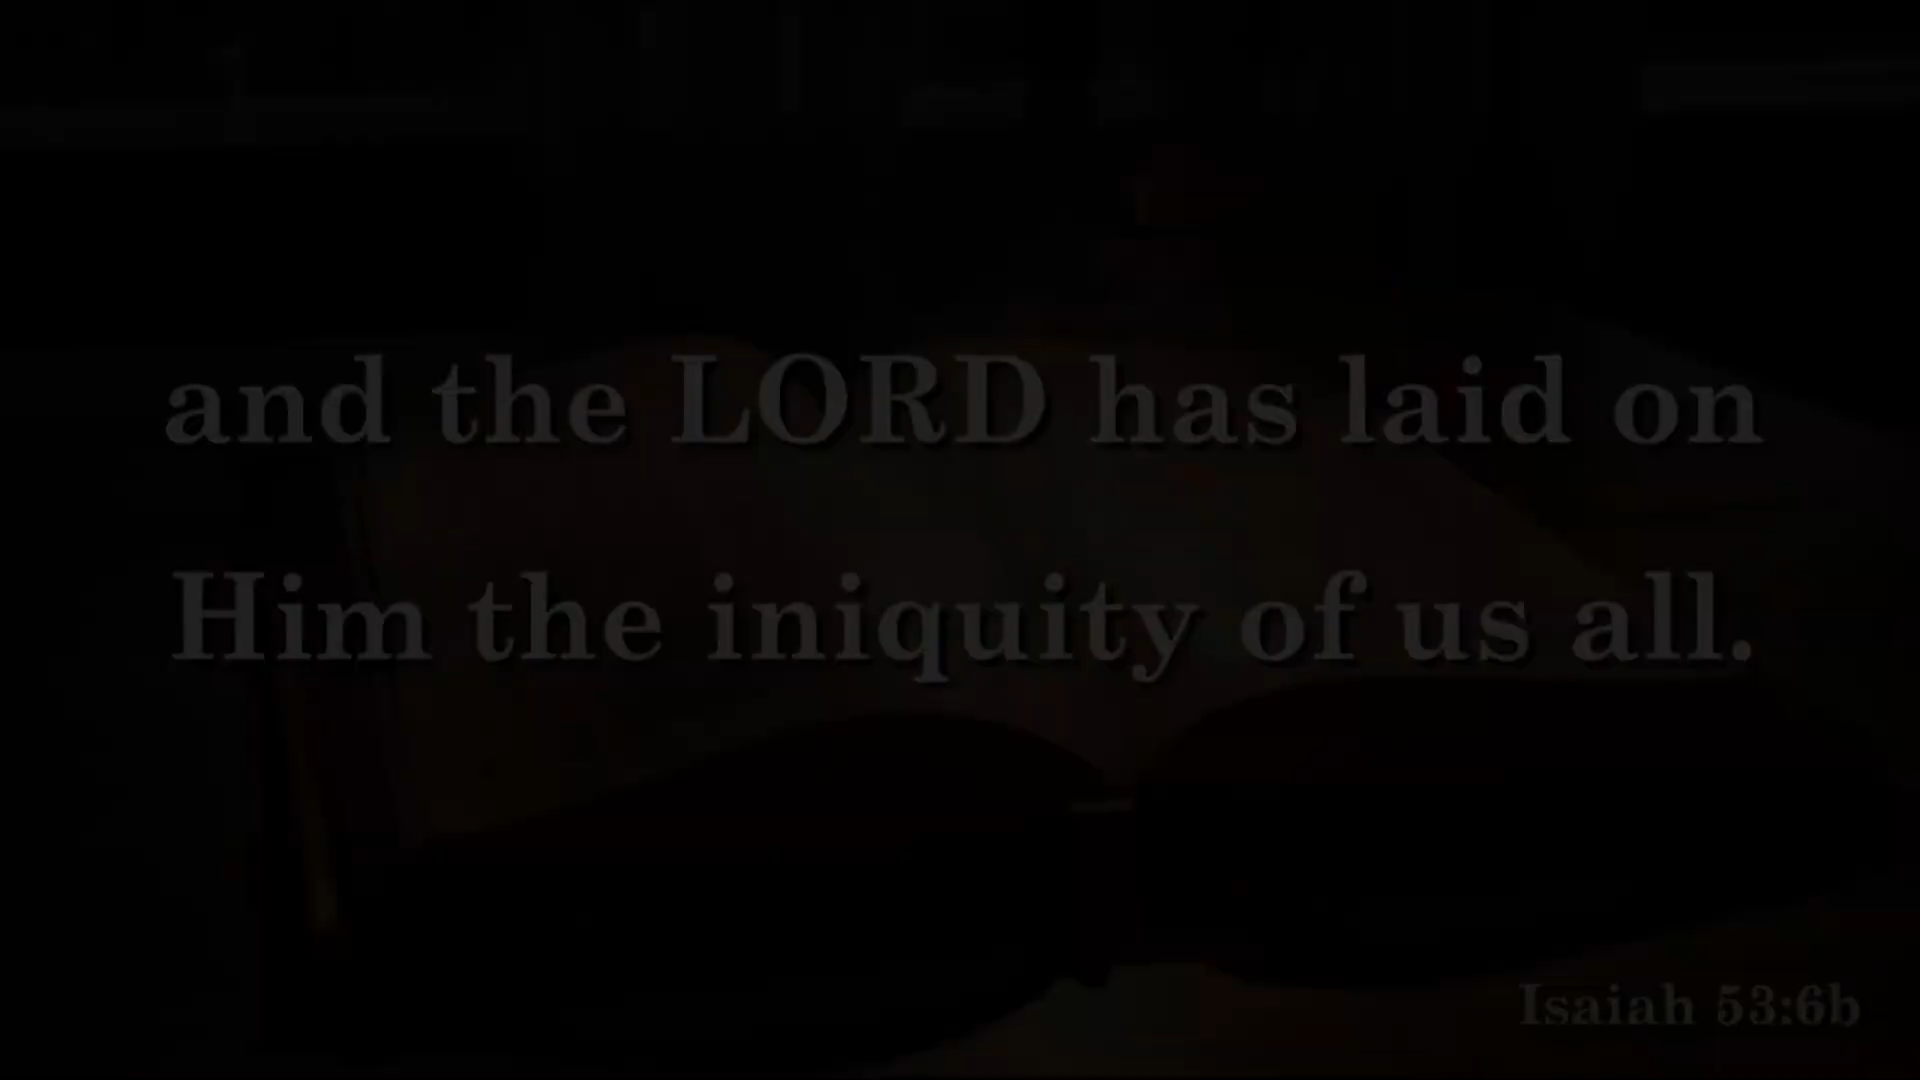 and the LORD has laid on
Him the iniquity of us all.
Isaiah 53:6b